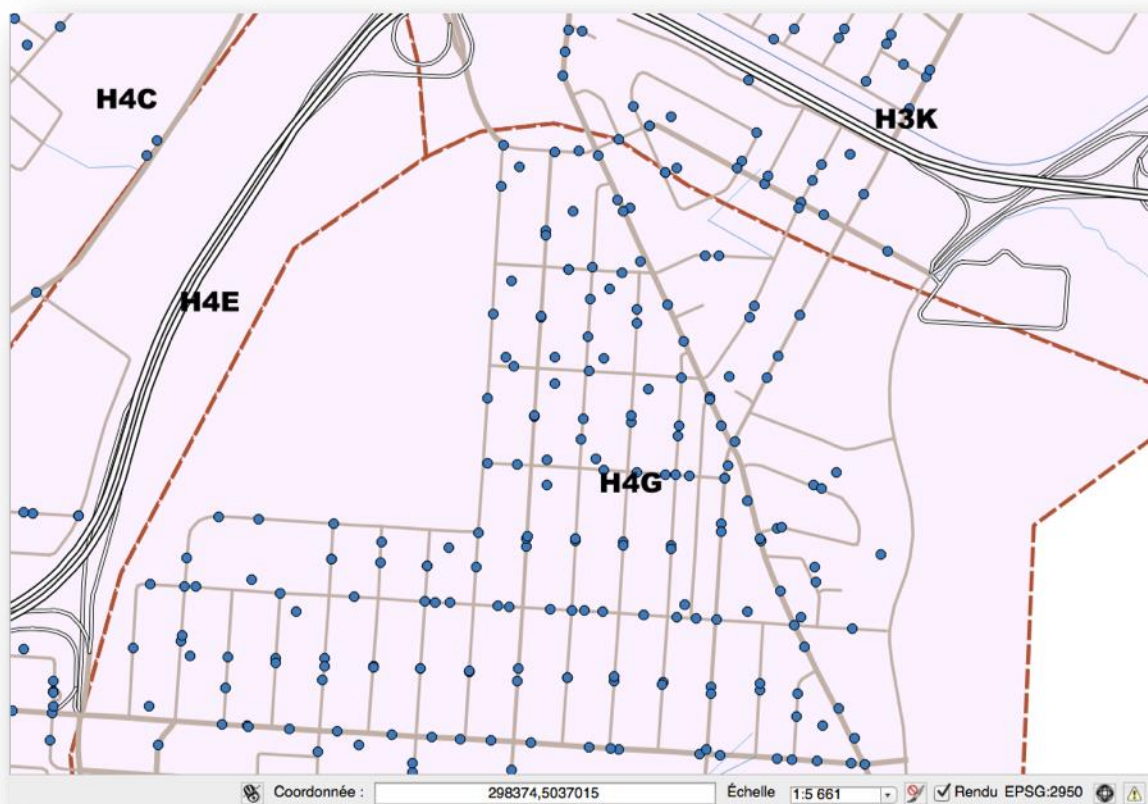 H4C
H3K
H4E
H4G
Coordonnée : 298374,5037015 Échelle 1:5 661 Rendu EPSG:2950